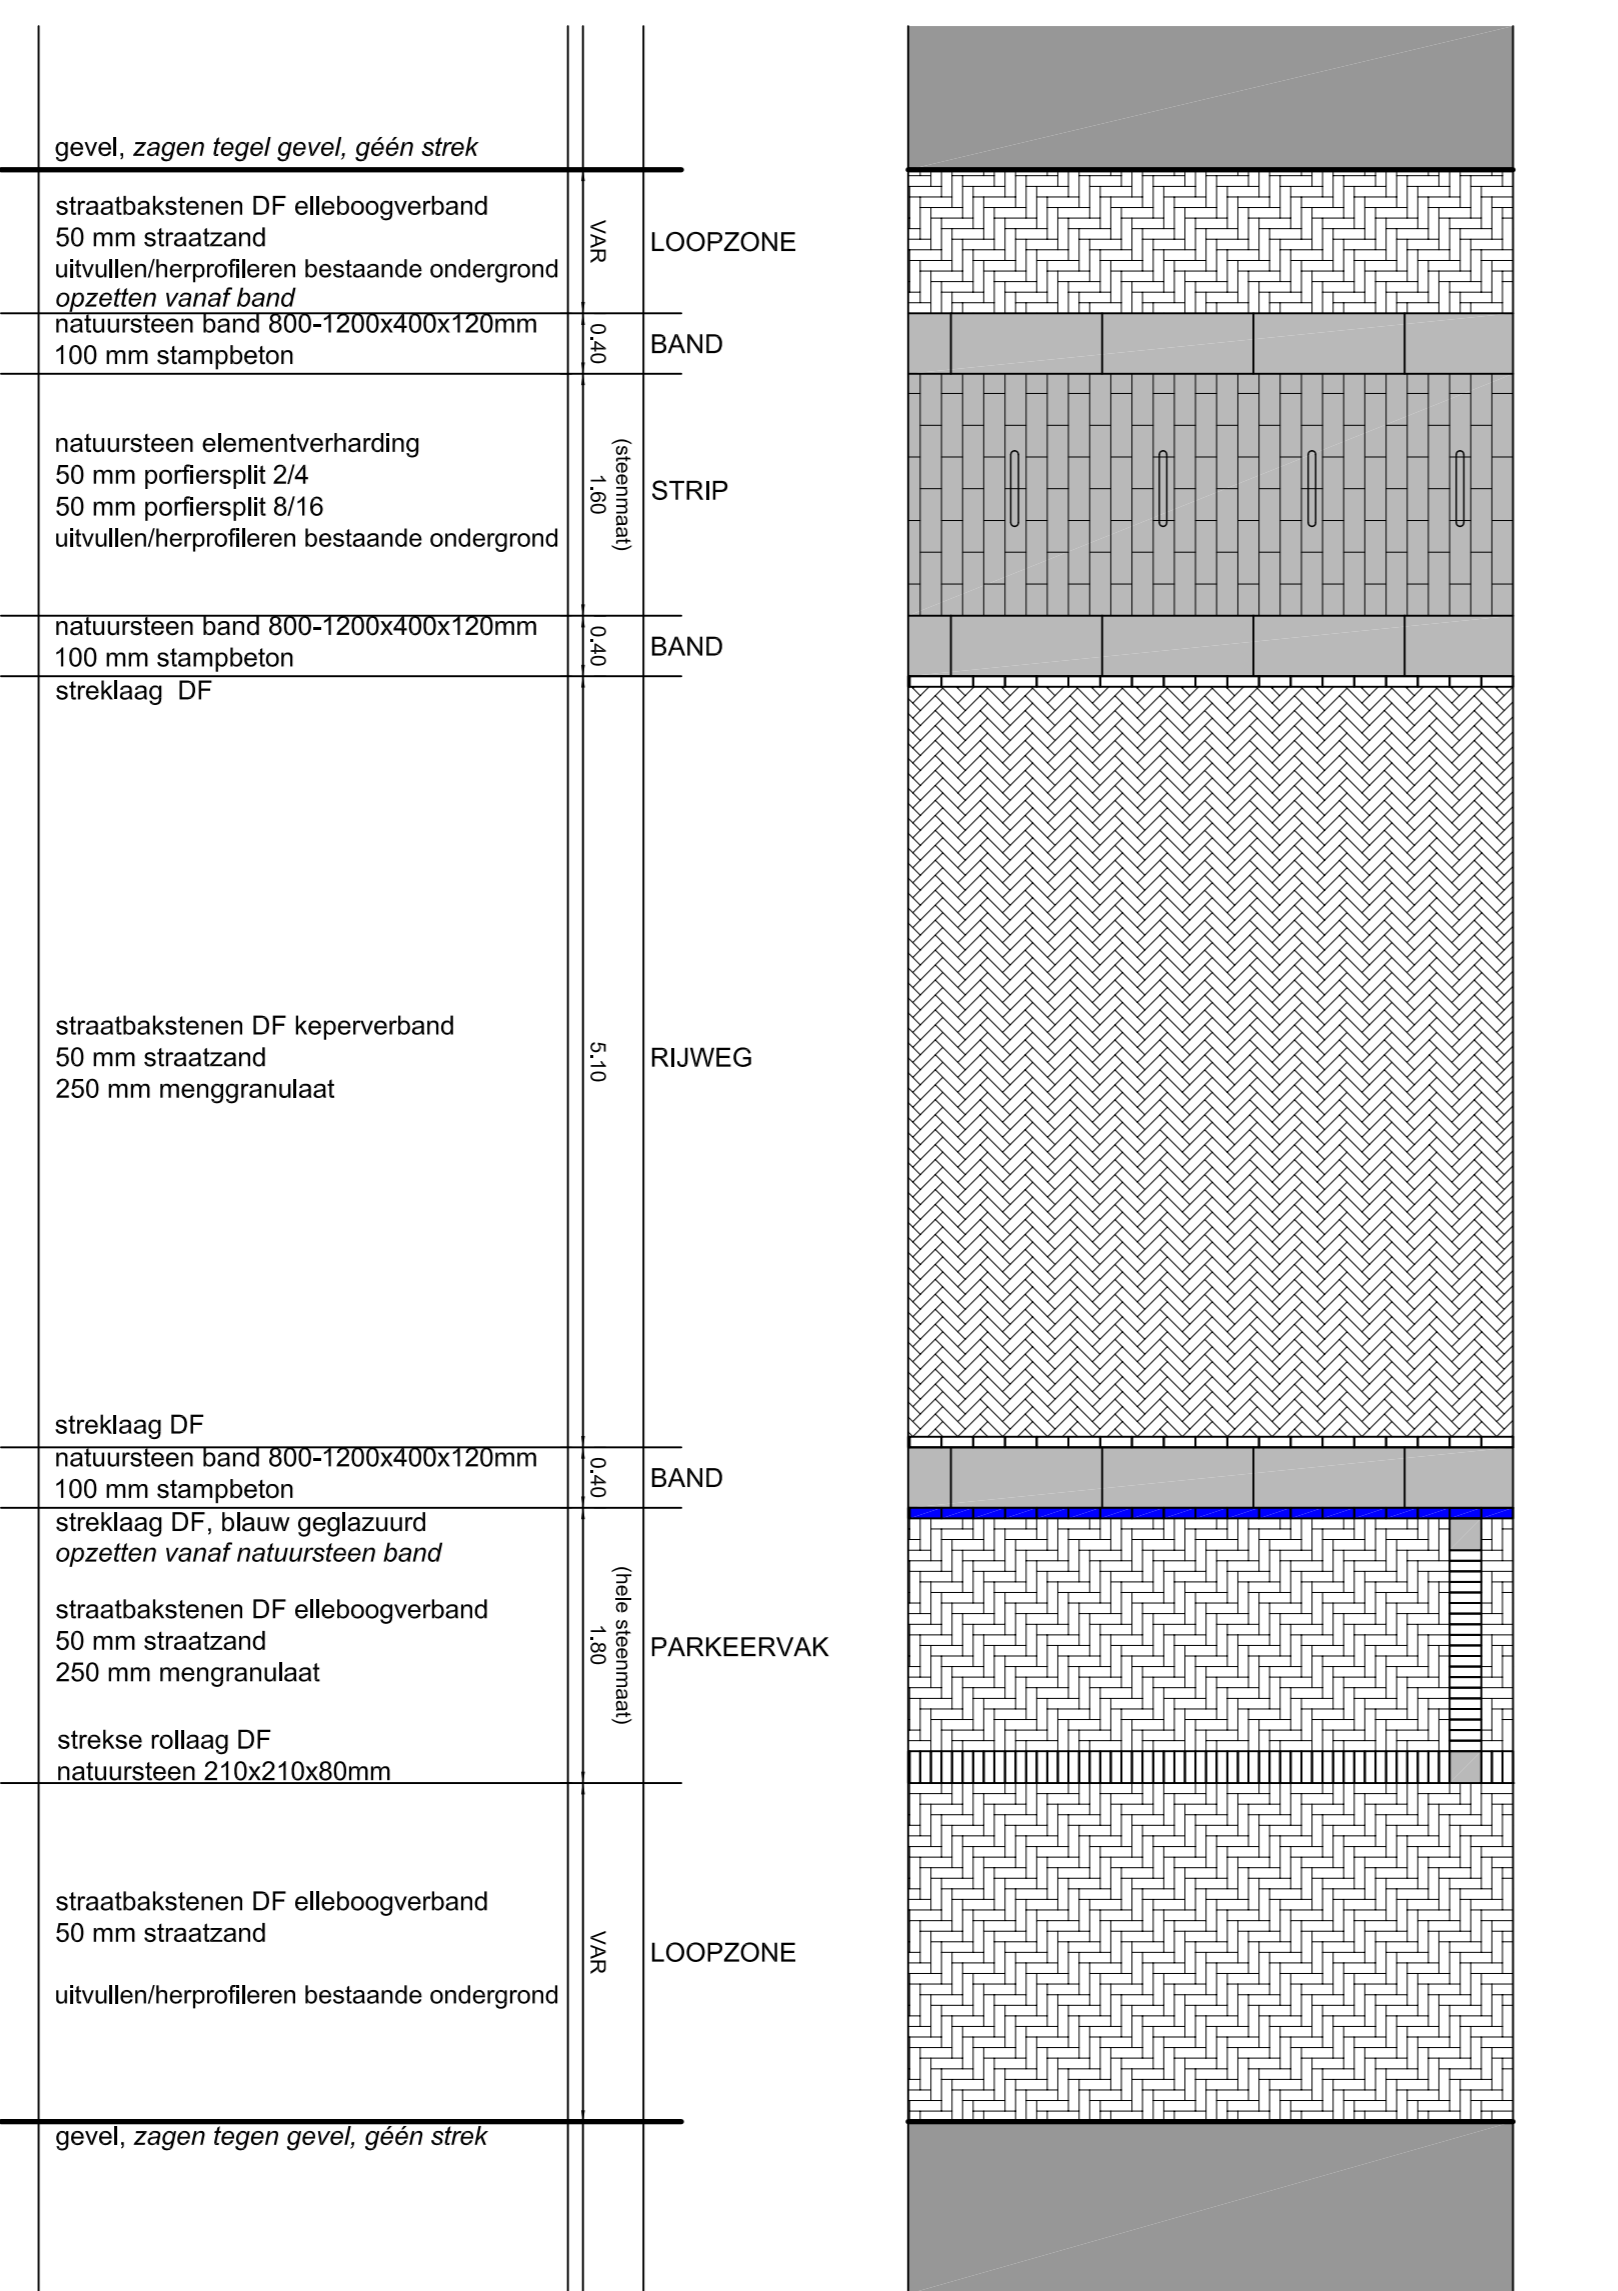 gevel, zagen tegel gevel, géén strek
straatbakstenen DF elleboogverband
50 mm straatzand
uitvullen/herprofileren bestaande ondergrond
opzetten vanaf band
VAR
LOOPZONE
natuursteen band 800-1200x400x120mm
100 mm stampbeton
0.40
BAND
natuursteen elementverharding
50 mm porfiersplit 2/4
50 mm porfiersplit 8/16
uitvullen/herprofileren bestaande ondergrond
(steenmaat)
1.60
STRIP
natuursteen band 800-1200x400x120mm
100 mm stampbeton
0.40
BAND
streklaag DF
straatbakstenen DF keperverband
50 mm straatzand
250 mm menggranulaat
5.10
RIJWEG
streklaag DF
natuursteen band 800-1200x400x120mm
100 mm stampbeton
0.40
BAND
streklaag DF, blauw geglazuurd
opzetten vanaf natuursteen band
straatbakstenen DF elleboogverband
50 mm straatzand
250 mm mengranulaat
strekse rollaag DF
natuursteen 210x210x80mm
(hele steenmaat)
1.80
PARKEERVAK
straatbakstenen DF elleboogverband
50 mm straatzand
uitvullen/herprofileren bestaande ondergrond
VAR
LOOPZONE
gevel, zagen tegen gevel, géén strek